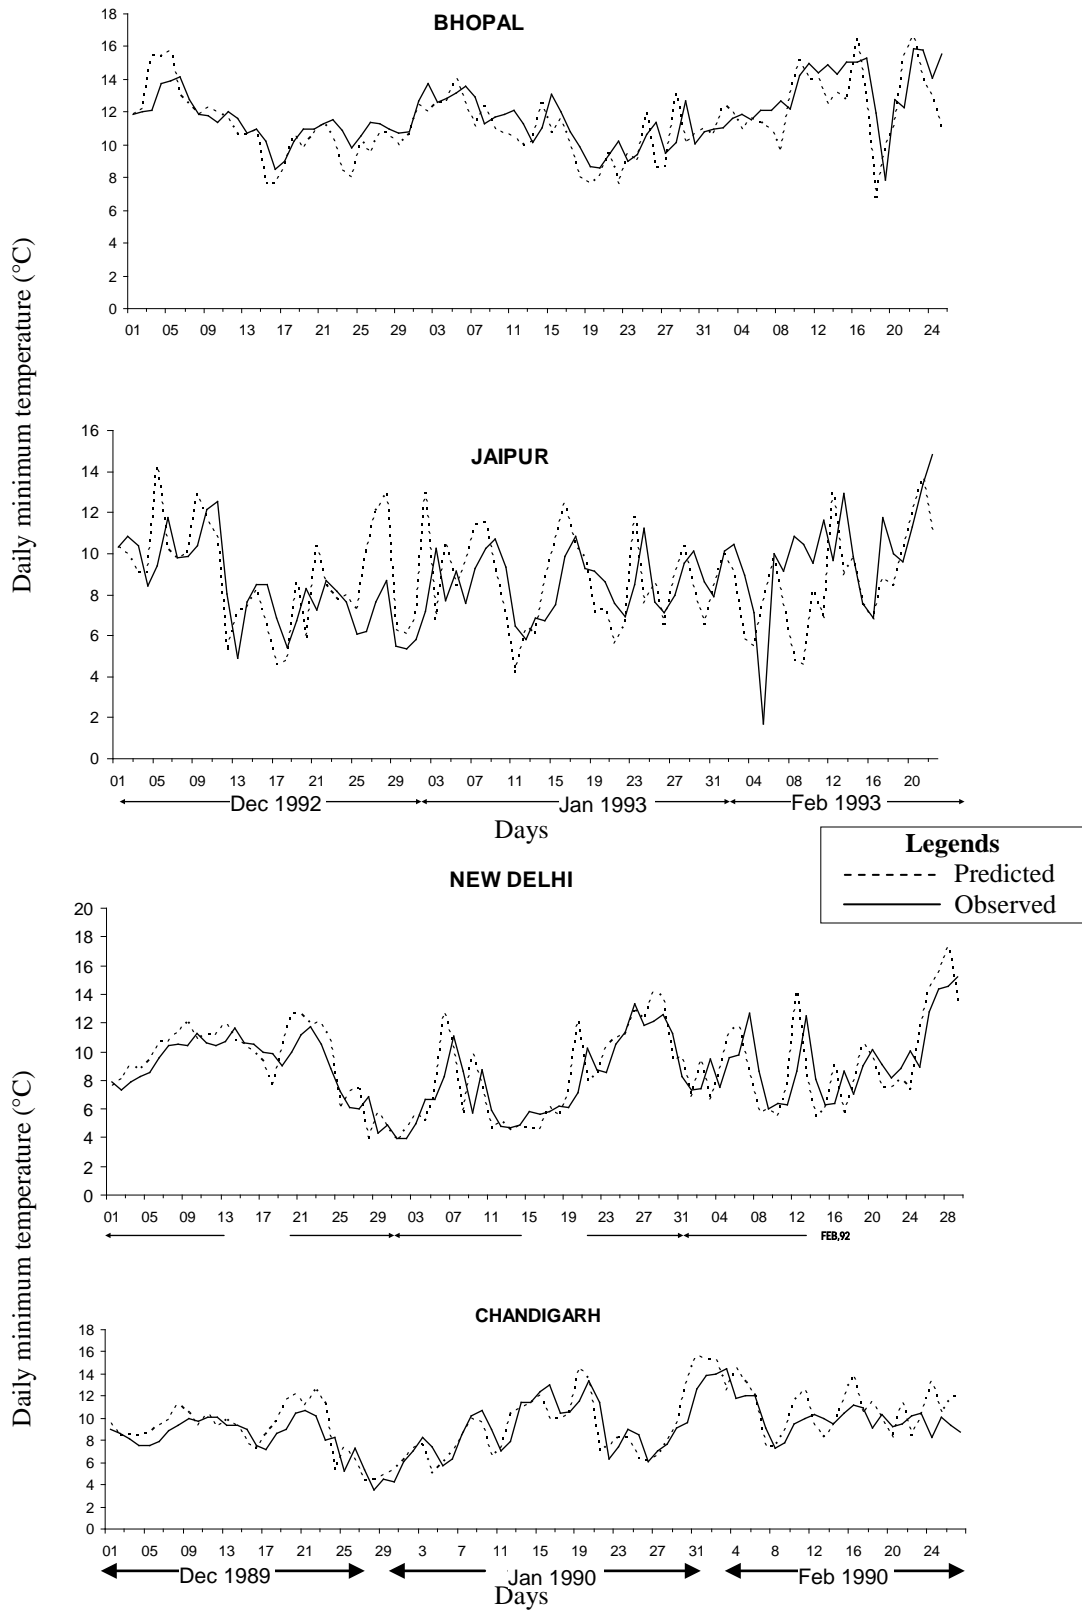 BHOPAL
Daily minimum temperature (°C)
18
16
14
12
10
8
6
4
2
0
01 05 09 13 17 21 25 29 03 07 11 15 19 23 27 31 04 08 12 16 20 24
JAIPUR
16
14
12
10
8
6
4
2
0
01 05 09 13 17 21 25 29 03 07 11 15 19 23 27 31 04 08 12 16 20
Dec 1992 Jan 1993 Feb 1993
Days
Legends
Predicted
Observed
NEW DELHI
Daily minimum temperature (°C)
20
18
16
14
12
10
8
6
4
2
0
01 05 09 13 17 21 25 29 03 07 11 15 19 23 27 31 04 08 12 16 20 24 28
FEB,92
CHANDIGARH
18
16
14
12
10
8
6
4
2
0
01 05 09 13 17 21 25 29 3 7 11 15 19 23 27 31 4 8 12 16 20 24
Dec 1989 Jan 1990 Feb 1990
Days